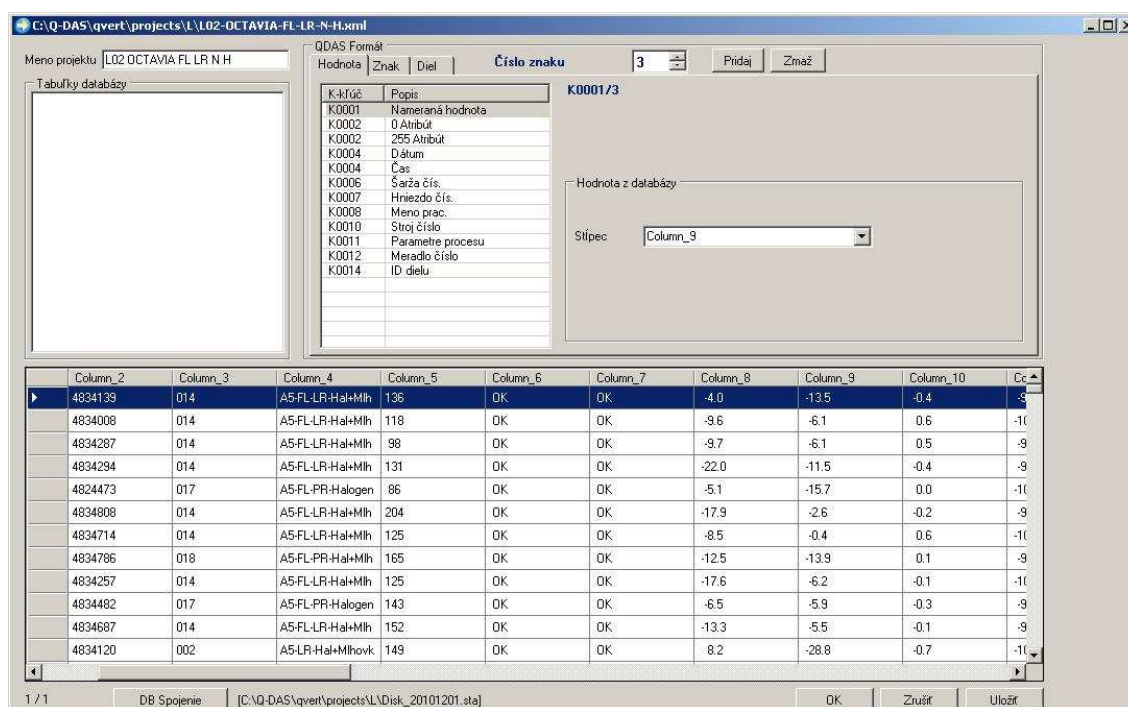 C:\Q-DAS\qvert\projects\L\L02-OCTAVIA-FL-LR-N-H.xml
Meno projektu L02 OCTAVIA FL LR N H
Tabuľky databázy
QDAS Formát
Hodnota Znak Diel Číslo znaku 3 Pridaj Zmaž
K-kľúč Popis
K0001 Nameraná hodnota
K0002 0 Atribút
K0002 255 Atribút
K0004 Dátum
K0004 Čas
K0006 Šarža čís.
K0007 Hniezdo čís.
K0008 Meno prac.
K0010 Stroj číslo
K0011 Parametre procesu
K0012 Meradlo číslo
K0014 ID dielu
K0001/3
Hodnota z databázy
Stĺpec Column_9
Column_2 Column_3 Column_4 Column_5 Column_6 Column_7 Column_8 Column_9 Column_10
4834139 014 A5-FL-LR-Hal+Mlh 136 OK OK -4.0 -13.5 -0.4 -9
4834008 014 A5-FL-LR-Hal+Mlh 118 OK OK -9.6 -6.1 0.6 -10
4834287 014 A5-FL-LR-Hal+Mlh 98 OK OK -9.7 -6.1 0.5 -9
4834294 014 A5-FL-LR-Hal+Mlh 131 OK OK -22.0 -11.5 -0.4 -9
4824473 017 A5-FL-PR-Halogen 86 OK OK -5.1 -15.7 0.0 -10
4834808 014 A5-FL-LR-Hal+Mlh 204 OK OK -17.9 -2.6 -0.2 -9
4834714 014 A5-FL-LR-Hal+Mlh 125 OK OK -8.5 -0.4 0.6 -10
4834786 018 A5-FL-PR-Hal+Mlh 165 OK OK -12.5 -13.9 0.1 -9
4834257 014 A5-FL-LR-Hal+Mlh 125 OK OK -17.6 -6.2 -0.1 -10
4834482 017 A5-FL-PR-Halogen 143 OK OK -6.5 -5.9 -0.3 -9
4834687 014 A5-FL-LR-Hal+Mlh 152 OK OK -13.3 -5.5 -0.1 -9
4834120 002 A5-LR-Hal+Mlhovk 149 OK OK 8.2 -28.8 -0.7 -10
1 / 1 DB Spojenie [C:\Q-DAS\qvert\projects\L\Disk_20101201.sta] OK Zrušiť Uložiť